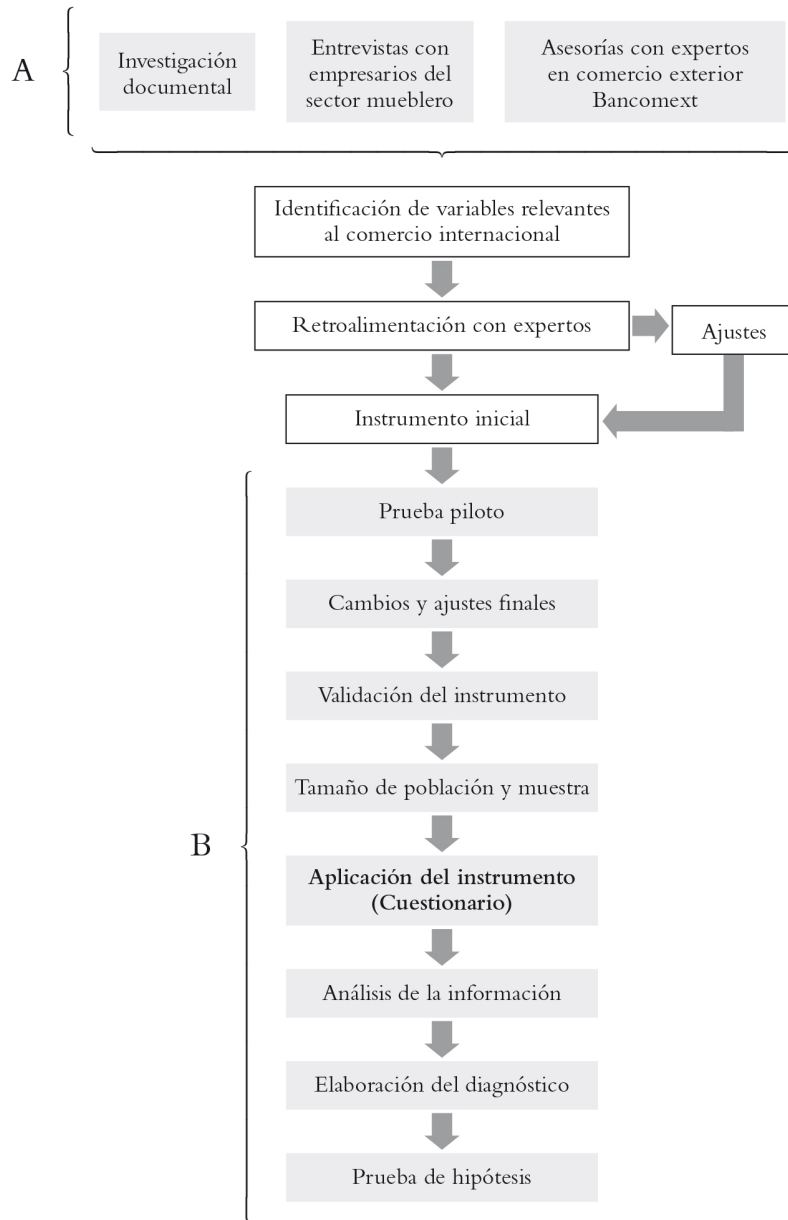 A
Investigación
documental
Entrevistas con
empresarios del
sector mueblero
Asesorías con expertos
en comercio exterior
Bancomext
Identificación de variables relevantes
al comercio internacional
Retroalimentación con expertos
Ajustes
Instrumento inicial
B
Prueba piloto
Cambios y ajustes finales
Validación del instrumento
Tamaño de población y muestra
Aplicación del instrumento
(Cuestionario)
Análisis de la información
Elaboración del diagnóstico
Prueba de hipótesis